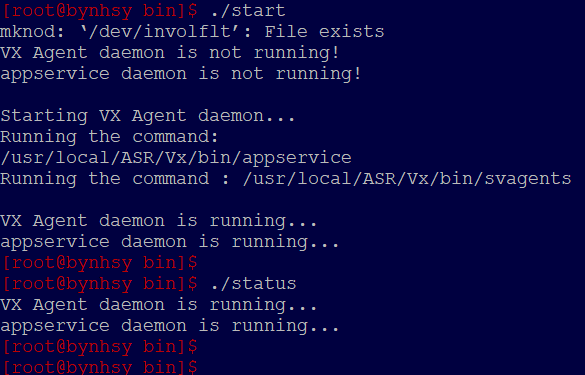 [root@bynhsy bin]$ ./start
mknod: ‘/dev/involflt’: File exists
VX Agent daemon is not running!
appservice daemon is not running!
Starting VX Agent daemon...
Running the command:
/usr/local/ASR/Vx/bin/appservice
Running the command : /usr/local/ASR/Vx/bin/svagents
VX Agent daemon is running...
appservice daemon is running...
[root@bynhsy bin]$
[root@bynhsy bin]$ ./status
VX Agent daemon is running...
appservice daemon is running...
[root@bynhsy bin]$
[root@bynhsy bin]$